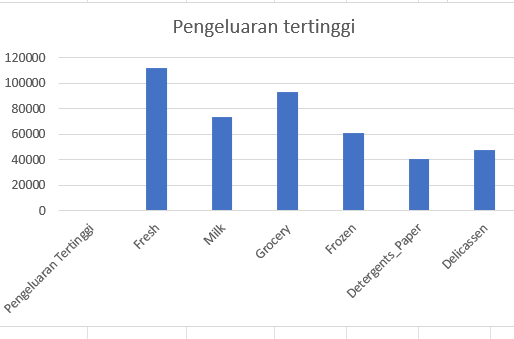 Pengeluaran tertinggi
120000
100000
80000
60000
40000
20000
0
Pengeluaran Tertinggi
Fresh
Milk
Grocery
Frozen
Detergents_Paper
Delicassen